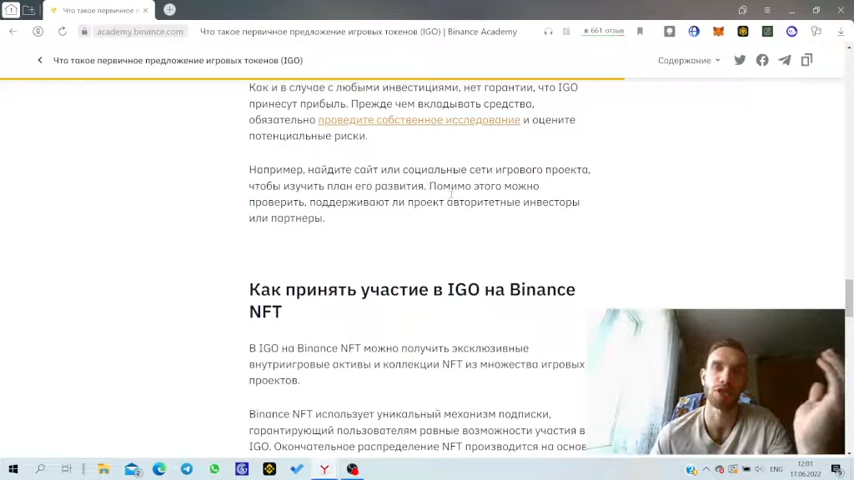 Что такое первичное п
academy.binance.com
Что такое первичное предложение игровых токенов (IGO) | Binance Academy
★ 661 отзыв
Что такое первичное предложение игровых токенов (IGO)
Содержание
Как и в случае с любыми инвестициями, нет гарантии, что IGO
принесут прибыль. Прежде чем вкладывать средства,
обязательно проведите собственное исследование и оцените
потенциальные риски.
Например, найдите сайт или социальные сети игрового проекта,
чтобы изучить план его развития. Помимо этого можно
проверить, поддерживают ли проект авторитетные инвесторы
или партнеры.
Как принять участие в IGO на Binance
NFT
В IGO на Binance NFT можно получить эксклюзивные
внутриигровые активы и коллекции NFT из множества игровых
проектов.
Binance NFT использует уникальный механизм подписки,
гарантирующий пользователям равные возможности участия в
IGO. Окончательное распределение NFT производится на основ
ENG
12:01
17.06.2022